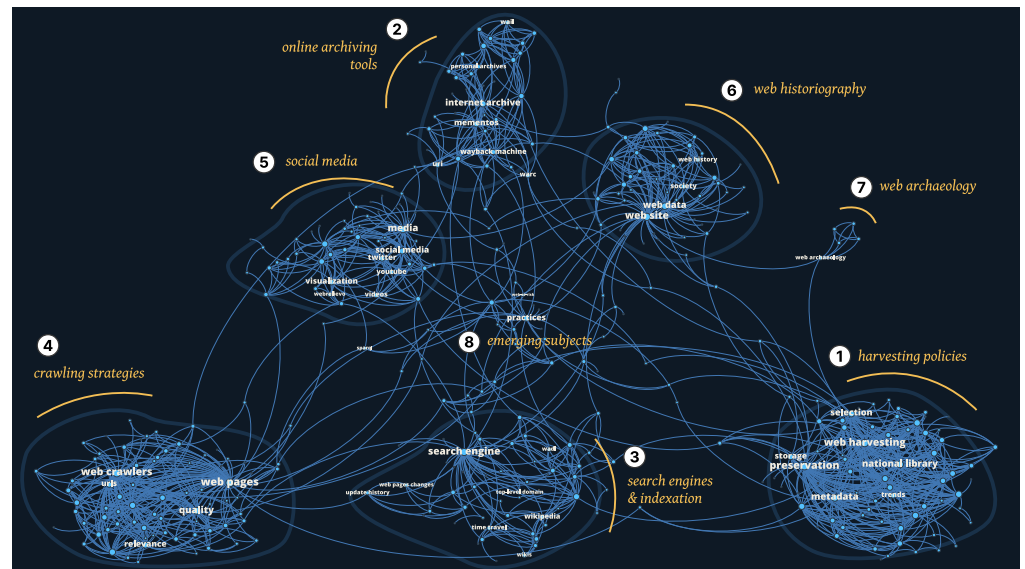 2
online archiving
tools
wall
personal archives
internet archive
mementos
wayback machine
uri
warc
6
web historiography
web history
society
web data
web site
7
web archaeology
web archaeology
5
social media
media
social media
twitter
youtube
visualization
videos
practices
8
emerging subjects
4
crawling strategies
web crawlers
urls
web pages
quality
relevance
search engine
wadl
web pages changes
update history
top-level domain
wikipedia
time travel
wikis
3
search engines
& indexation
1
harvesting policies
selection
web harvesting
storage
preservation
national library
metadata
trends